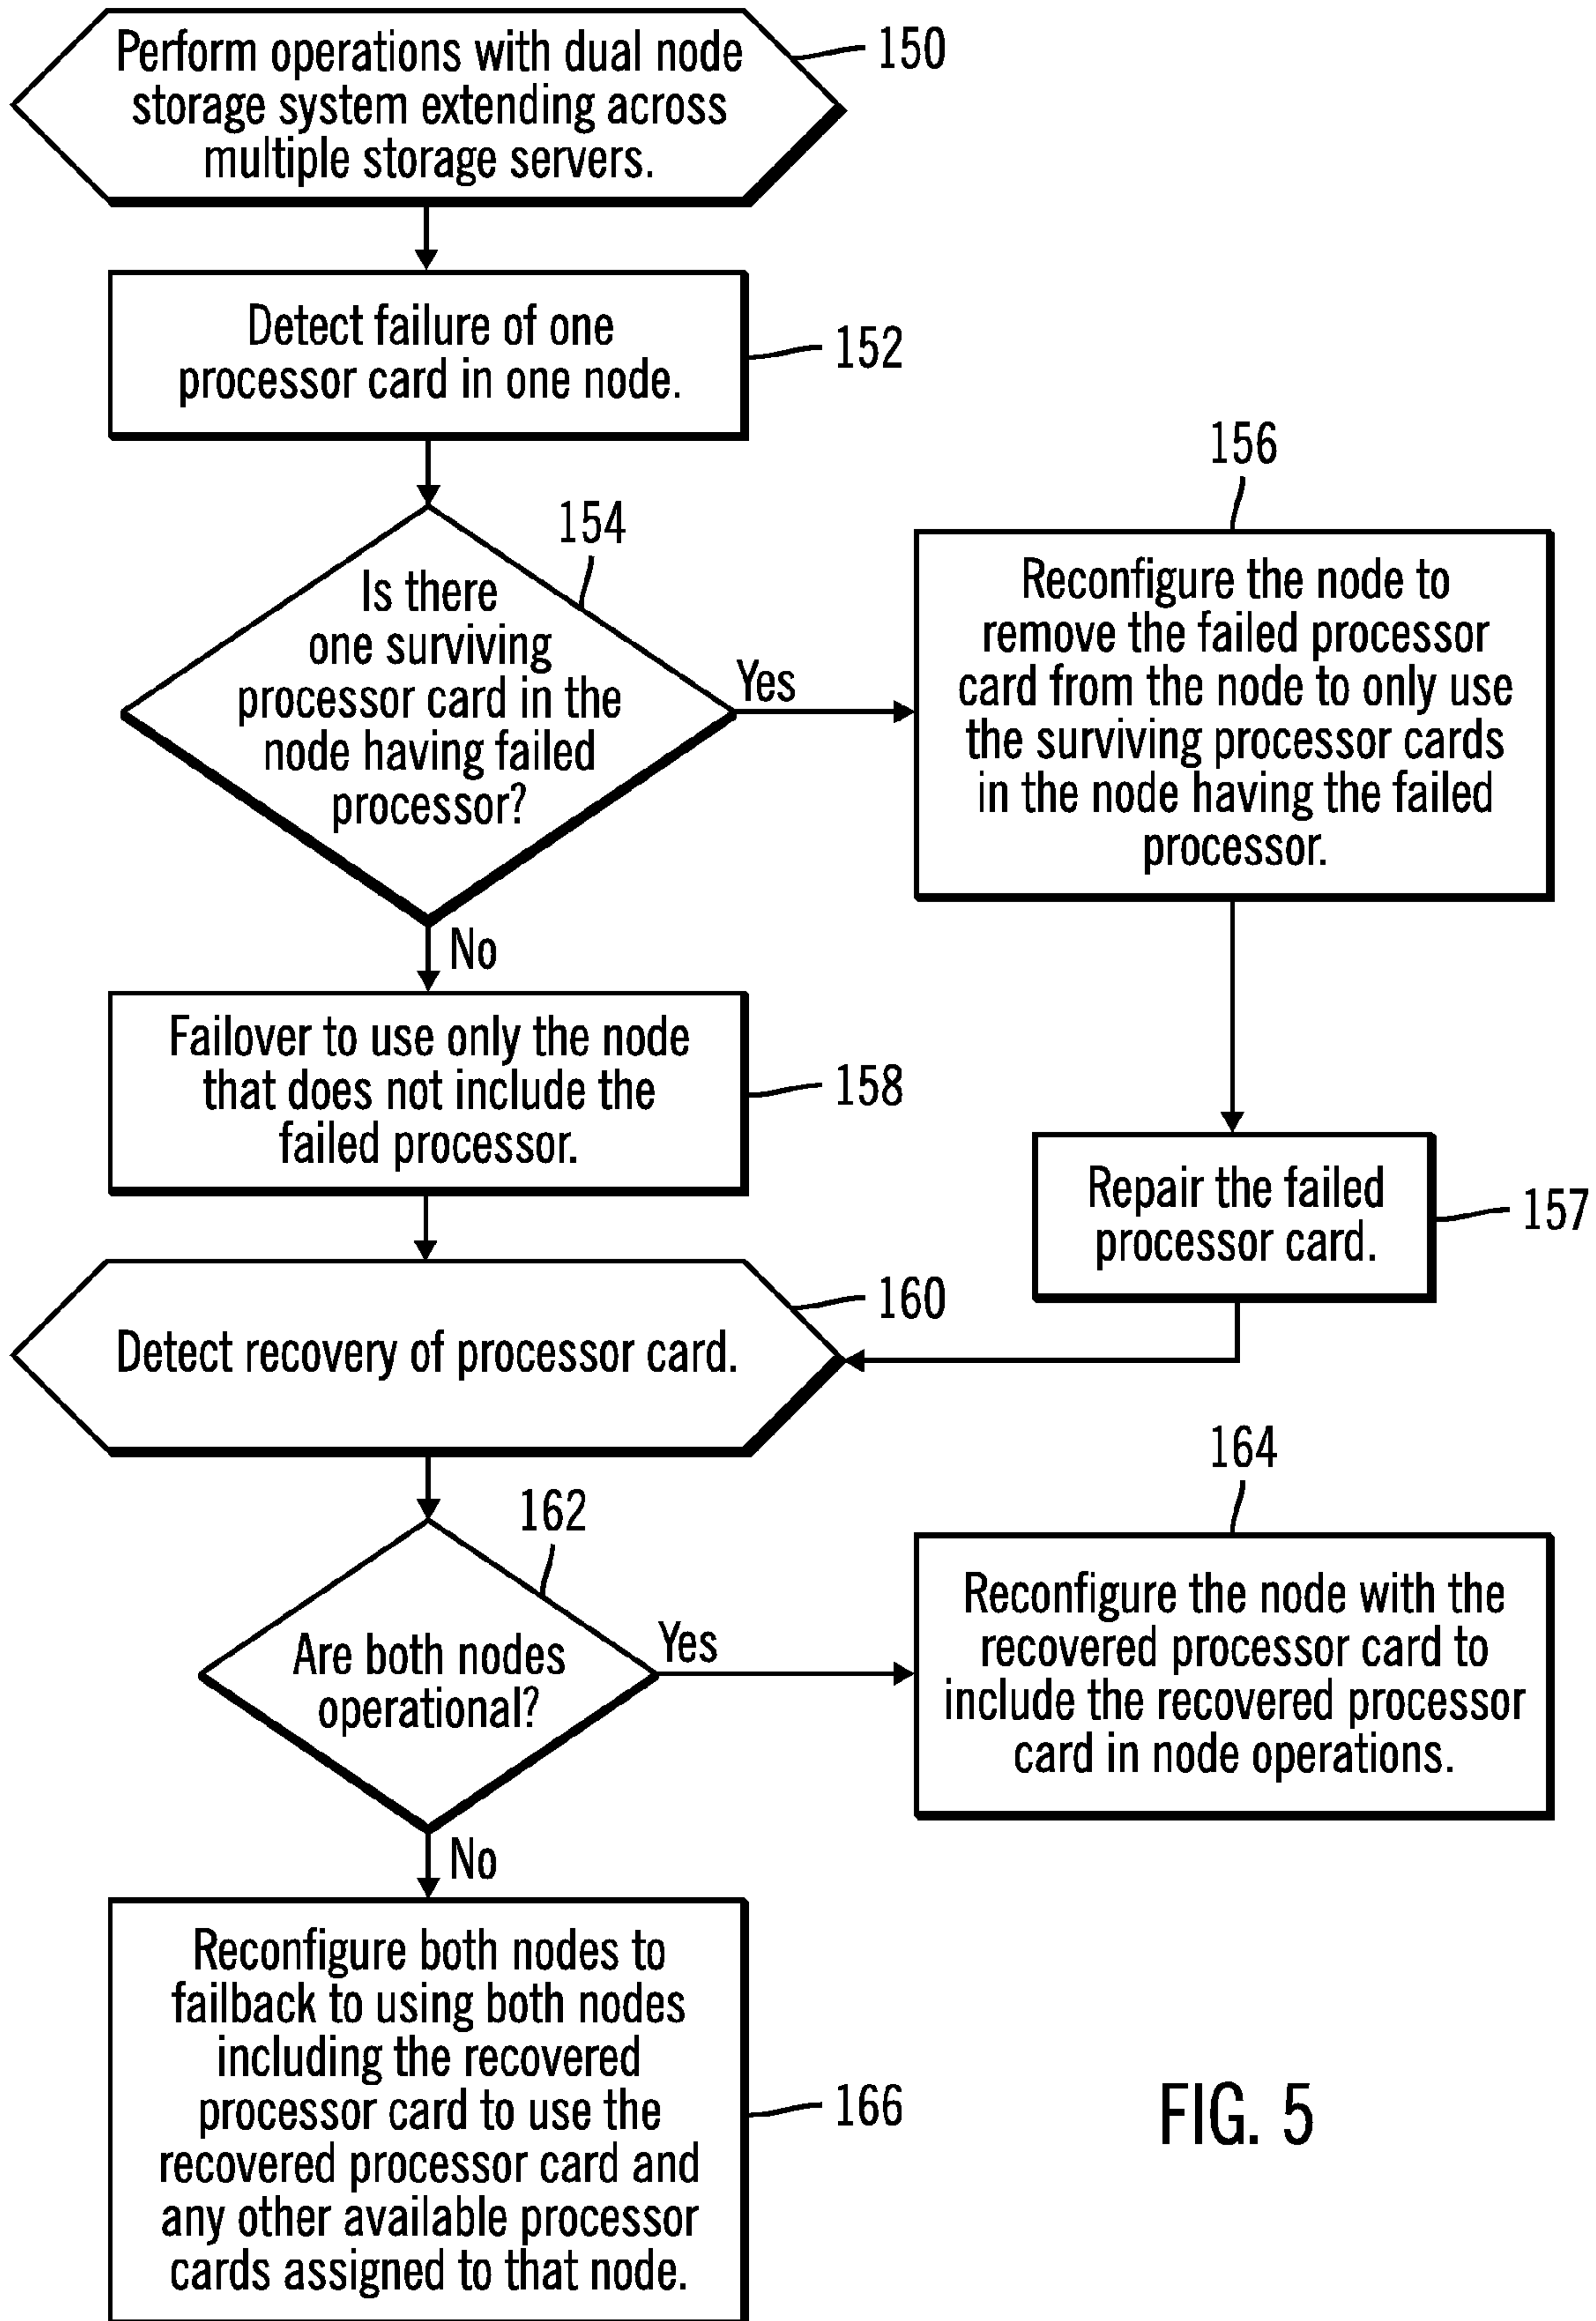 Perform operations with dual node
storage system extending across
multiple storage servers.
150
Detect failure of one
processor card in one node.
152
154
Is there
one surviving
processor card in the
node having failed
processor?
Yes
No
156
Reconfigure the node to
remove the failed processor
card from the node to only use
the surviving processor cards
in the node having the failed
processor.
Failover to use only the node
that does not include the
failed processor.
158
Repair the failed
processor card.
157
Detect recovery of processor card.
160
162
Are both nodes
operational?
Yes
No
164
Reconfigure the node with the
recovered processor card to
include the recovered processor
card in node operations.
Reconfigure both nodes to
failback to using both nodes
including the recovered
processor card to use the
recovered processor card and
any other available processor
cards assigned to that node.
166
FIG. 5